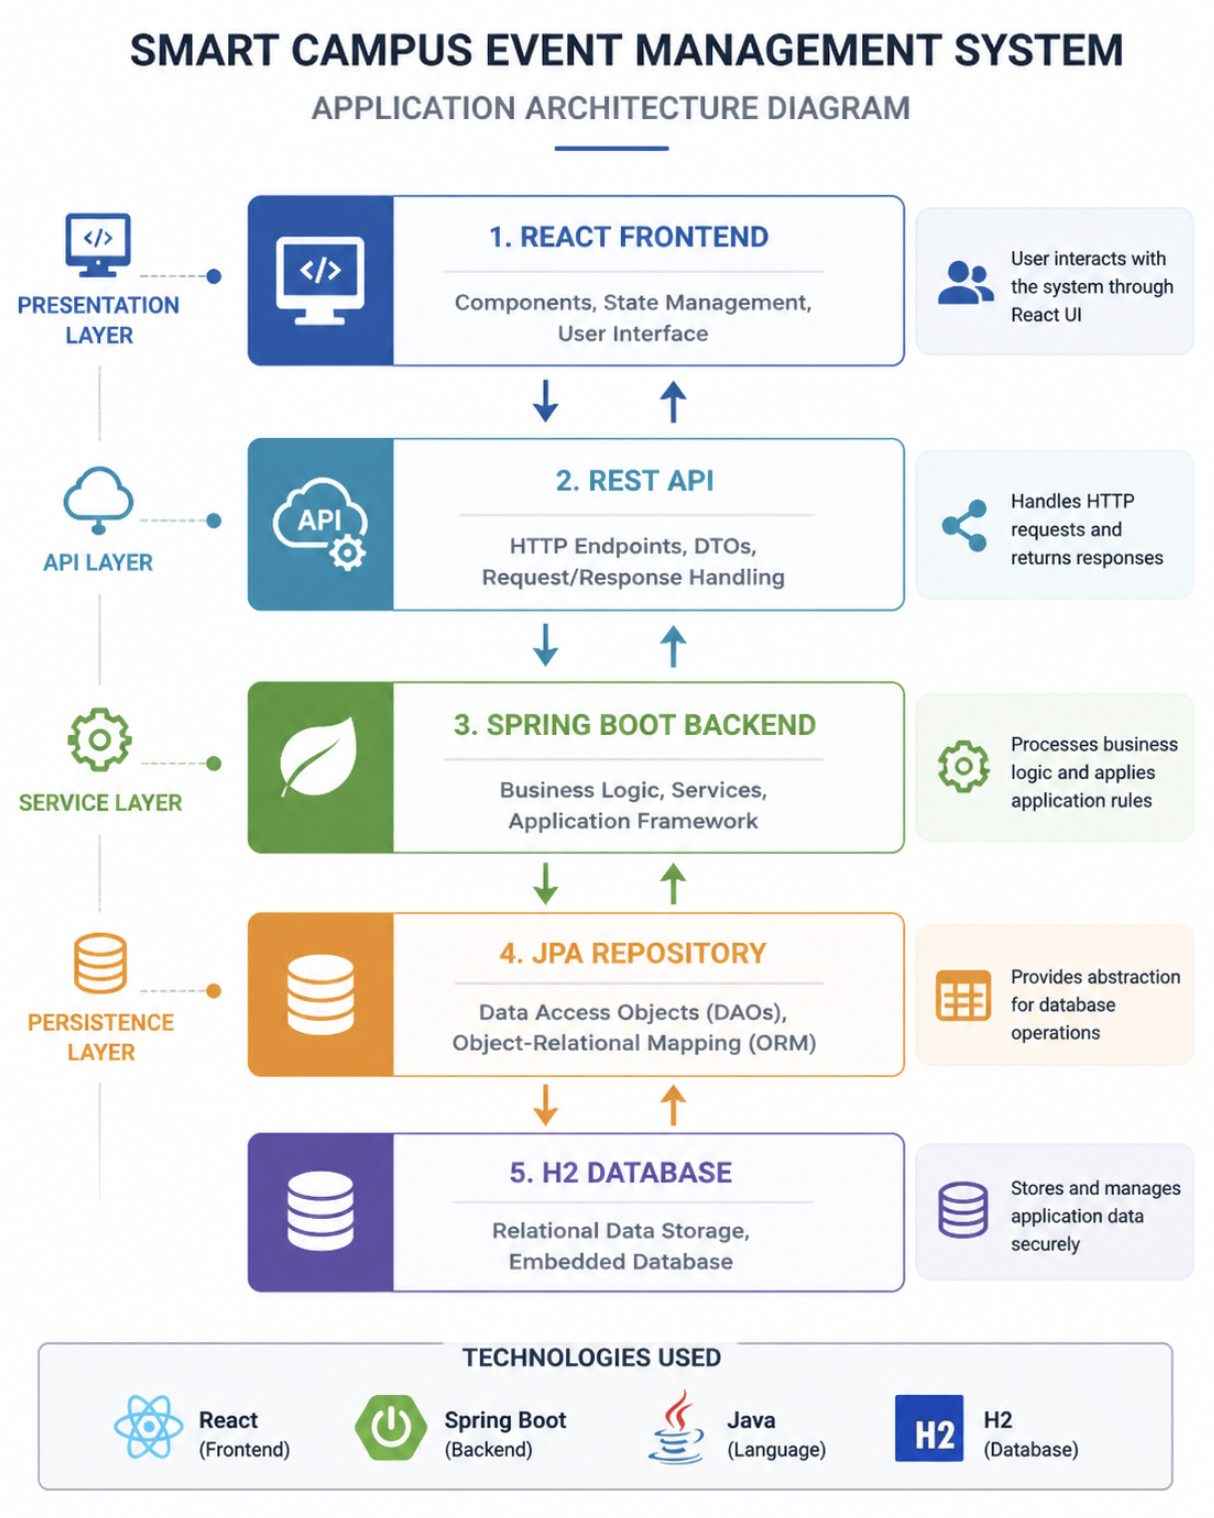 SMART CAMPUS EVENT MANAGEMENT SYSTEM
APPLICATION ARCHITECTURE DIAGRAM
</>
PRESENTATION
LAYER
</>
1. REACT FRONTEND
Components, State Management,
User Interface
User interacts with
the system through
React UI
API LAYER
API
2. REST API
HTTP Endpoints, DTOs,
Request/Response Handling
Handles HTTP
requests and
returns responses
SERVICE LAYER
3. SPRING BOOT BACKEND
Business Logic, Services,
Application Framework
Processes business
logic and applies
application rules
PERSISTENCE
LAYER
4. JPA REPOSITORY
Data Access Objects (DAOs),
Object-Relational Mapping (ORM)
Provides abstraction
for database
operations
5. H2 DATABASE
Relational Data Storage,
Embedded Database
Stores and manages
application data
securely
TECHNOLOGIES USED
React
(Frontend)
Spring Boot
(Backend)
Java
(Language)
H2
H2
(Database)